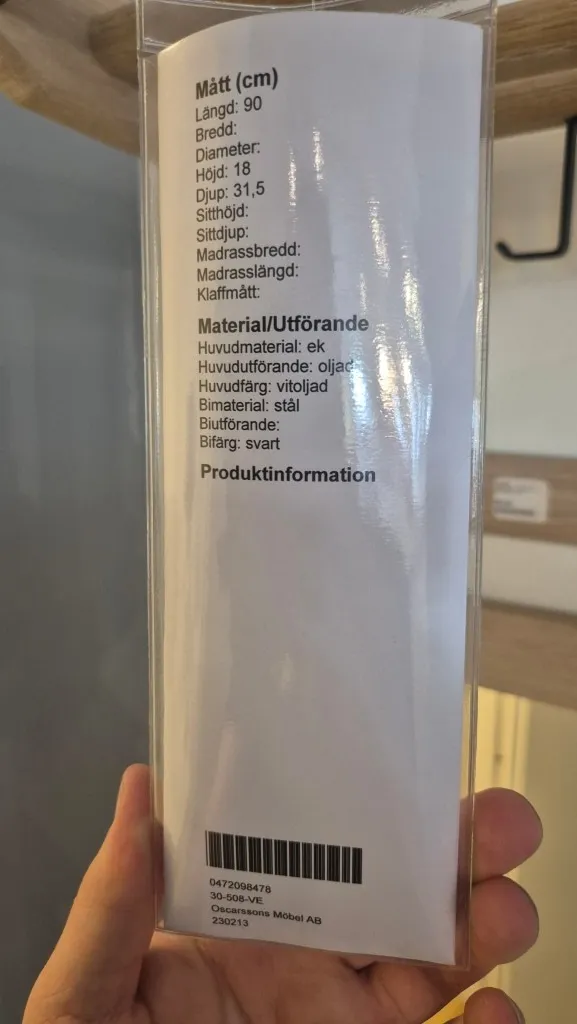 Mått (cm)
Längd: 90
Bredd:
Diameter:
Höjd: 18
Djup: 31,5
Sitthöjd:
Sittdjup:
Madrassbredd:
Madrasslängd:
Klaffmått:
Material/Utförande
Huvudmaterial: ek
Huvudutförande: oljad
Huvudfärg: vitoljad
Bimaterial: stål
Biutförande:
Bifärg: svart
Produktinformation
0472098478
30-508-VE
Oscarssons Möbel AB
230213